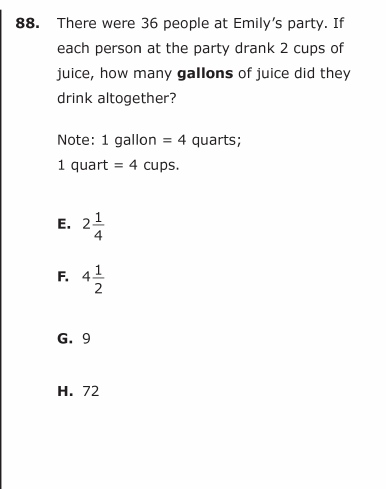 88. There were 36 people at Emily's party. If
each person at the party drank 2 cups of
juice, how many gallons of juice did they
drink altogether?
Note: 1 gallon = 4 quarts;
1 quart = 4 cups.
E. 2 1/4
F. 4 1/2
G. 9
H. 72